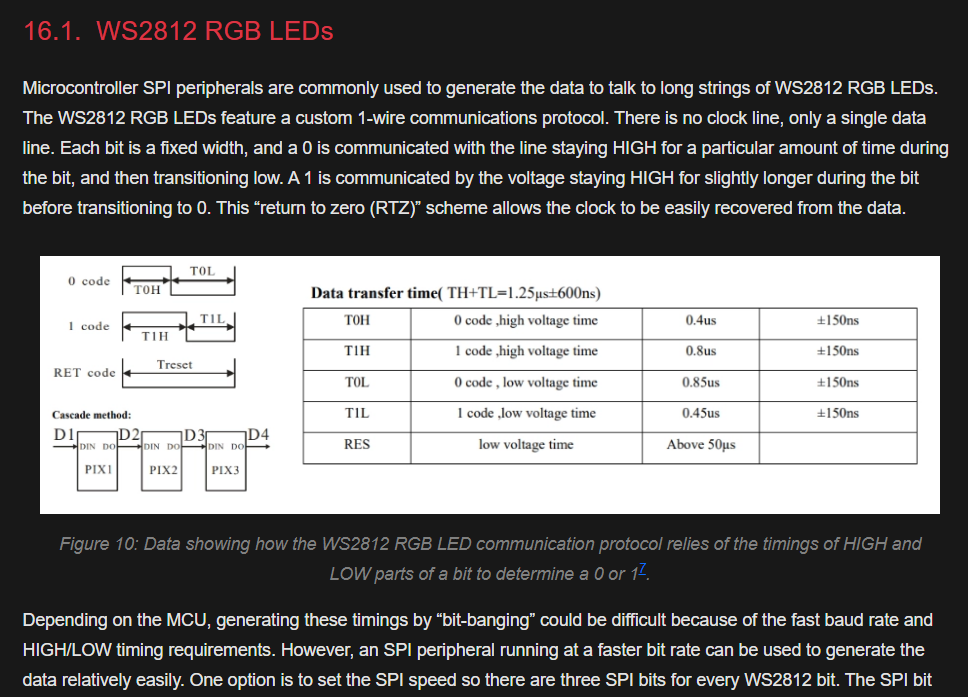 16.1. WS2812 RGB LEDs
Microcontroller SPI peripherals are commonly used to generate the data to talk to long strings of WS2812 RGB LEDs.
The WS2812 RGB LEDs feature a custom 1-wire communications protocol. There is no clock line, only a single data
line. Each bit is a fixed width, and a 0 is communicated with the line staying HIGH for a particular amount of time during
the bit, and then transitioning low. A 1 is communicated by the voltage staying HIGH for slightly longer during the bit
before transitioning to 0. This “return to zero (RTZ)” scheme allows the clock to be easily recovered from the data.
0 code T0H T0L
1 code T1H T1L
RET code Treset
Cascade method:
D1 D2 D3 D4
DIN DO DIN DO DIN DO
PIX1 PIX2 PIX3
Data transfer time( TH+TL=1.25μs±600ns)
T0H 0 code ,high voltage time 0.4us ±150ns
T1H 1 code ,high voltage time 0.8us ±150ns
T0L 0 code , low voltage time 0.85us ±150ns
T1L 1 code ,low voltage time 0.45us ±150ns
RES low voltage time Above 50μs
Figure 10: Data showing how the WS2812 RGB LED communication protocol relies of the timings of HIGH and
LOW parts of a bit to determine a 0 or 17.
Depending on the MCU, generating these timings by “bit-banging” could be difficult because of the fast baud rate and
HIGH/LOW timing requirements. However, an SPI peripheral running at a faster bit rate can be used to generate the
data relatively easily. One option is to set the SPI speed so there are three SPI bits for every WS2812 bit. The SPI bit